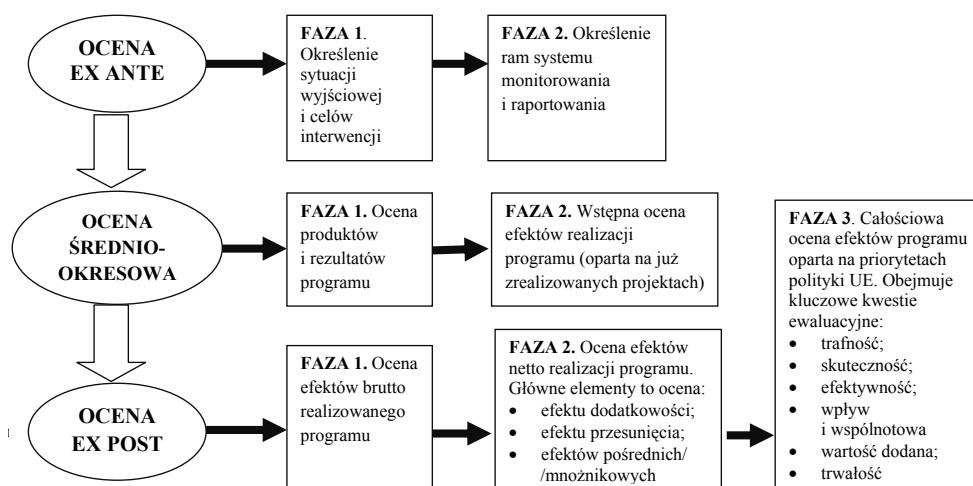 OCENA
EX ANTE
FAZA 1.
Określenie
sytuacji
wyjściowej
i celów
interwencji
FAZA 2. Określenie
ram systemu
monitorowania
i raportowania
OCENA
ŚREDNIO-
OKRESOWA
FAZA 1. Ocena
produktów
i rezultatów
programu
FAZA 2. Wstępna ocena
efektów realizacji
programu (oparta na już
zrealizowanych projektach)
OCENA
EX POST
FAZA 1. Ocena
efektów brutto
realizowanego
programu
FAZA 2. Ocena efektów
netto realizacji programu.
Główne elementy to ocena:
• efektu dodatkowości;
• efektu przesunięcia;
• efektów pośrednich/
/mnożnikowych
FAZA 3. Całościowa
ocena efektów programu
oparta na priorytetach
polityki UE. Obejmuje
kluczowe kwestie
ewaluacyjne:
• trafność;
• skuteczność;
• efektywność;
• wpływ
i wspólnotowa
• wartość dodana;
• trwałość